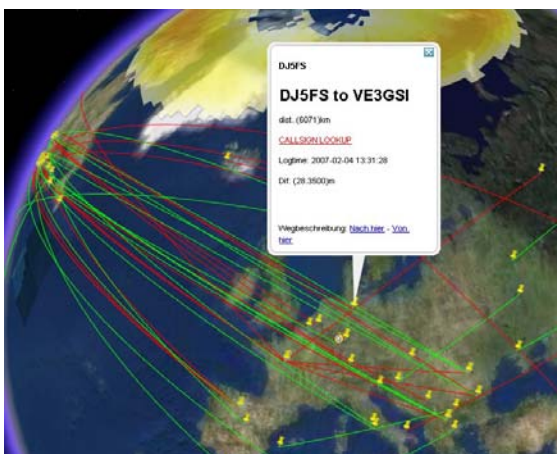 DJ5FS
DJ5FS to VE3GSI
dist. (6071)km
CALLSIGN LOOKUP
Logtime: 2007-02-04 13:31:28
Dif: (28.3500)m
Wegbeschreibung: Nach hier - Von
hier